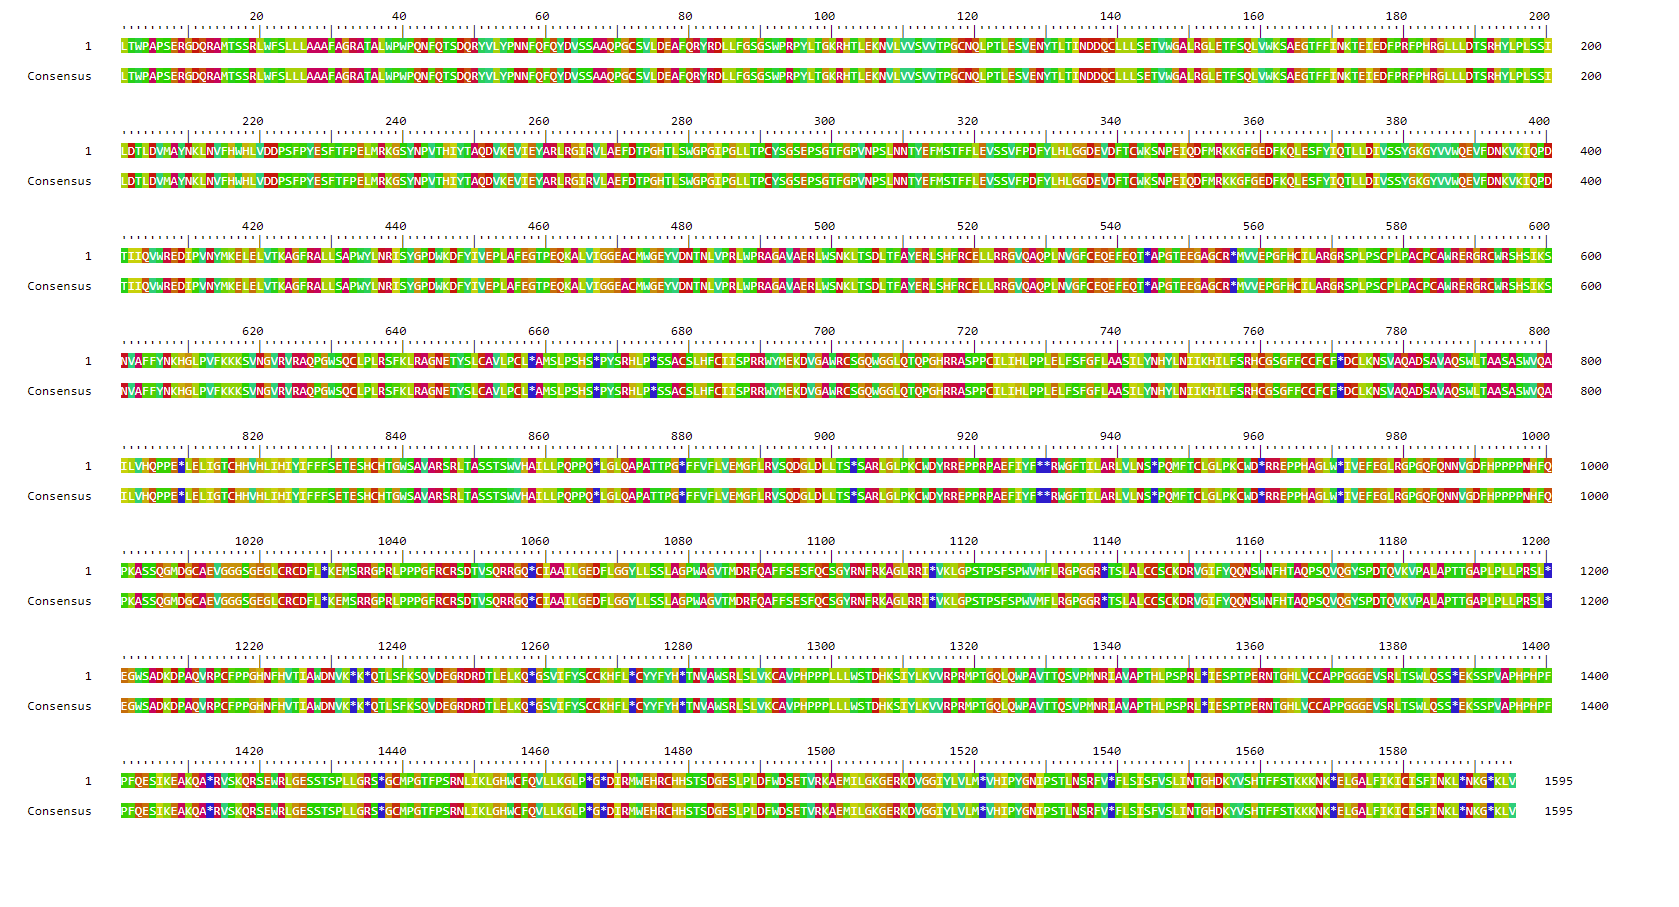 20 40 60 80 100 120 140 160 180 200
1 LTWPAPSERGDQRAMTSSRLWFSLLLAAAFAGRATALWPWPQNFQTSDQRYVLYPNNFQFQYDVSSAAQPGCSVLDEAFQRYRDLLFGSGSWPRPYLTGKRHTLEKNVLVVSVVTPGCNQLPTLESVENYTLTINDDQCLLLSETVWGALRGLETFSQLVWKSAEGTFFINKTEIEDFPRFPHRGLLLDTSRHYLPLSSI 200
Consensus LTWPAPSERGDQRAMTSSRLWFSLLLAAAFAGRATALWPWPQNFQTSDQRYVLYPNNFQFQYDVSSAAQPGCSVLDEAFQRYRDLLFGSGSWPRPYLTGKRHTLEKNVLVVSVVTPGCNQLPTLESVENYTLTINDDQCLLLSETVWGALRGLETFSQLVWKSAEGTFFINKTEIEDFPRFPHRGLLLDTSRHYLPLSSI 200
220 240 260 280 300 320 340 360 380 400
1 LDTLDVMAYNKLNVFHWHLVDDPSFPYESFTFPELMRKGSYNPVTHIYTAQDVKEVIEYARLRGIRVLAEFDTPGHTLSWGPGIPGLLTPCYSGSEPSGTFGPVNPSLNNTYEFMSTFFLEVSSVFPDFYLHLGGDEVDFTCWKSNPEIQDFMRKKGFGEDFKQLESFYIQTLLDIVSSYGKGYVVWQEVFDNKVKIQPD 400
Consensus LDTLDVMAYNKLNVFHWHLVDDPSFPYESFTFPELMRKGSYNPVTHIYTAQDVKEVIEYARLRGIRVLAEFDTPGHTLSWGPGIPGLLTPCYSGSEPSGTFGPVNPSLNNTYEFMSTFFLEVSSVFPDFYLHLGGDEVDFTCWKSNPEIQDFMRKKGFGEDFKQLESFYIQTLLDIVSSYGKGYVVWQEVFDNKVKIQPD 400
420 440 460 480 500 520 540 560 580 600
1 TIIQVWREDIPVNYMKELELVTKAGFRALLSAPWYLNRISYGPDWKDFYIVEPLAFEGTPEQKALVIGGEACMWGEYVDNTNLVPRLWPRAGAVAERLWSNKLTSDLTFAYERLSHFRCELLRRGVQAQPLNVGFCEQEFEQT*APGTEEGAGCR*MVVEPGFHCILARGRSPLPSCPLPACPCAWRERGRCWRSHSIKS 600
Consensus TIIQVWREDIPVNYMKELELVTKAGFRALLSAPWYLNRISYGPDWKDFYIVEPLAFEGTPEQKALVIGGEACMWGEYVDNTNLVPRLWPRAGAVAERLWSNKLTSDLTFAYERLSHFRCELLRRGVQAQPLNVGFCEQEFEQT*APGTEEGAGCR*MVVEPGFHCILARGRSPLPSCPLPACPCAWRERGRCWRSHSIKS 600
620 640 660 680 700 720 740 760 780 800
1 NVAFFYNKHGLPVFKKKSVNGVRVRAQPGWSQCLPLRSFKLRAGNETYSLCAVLPCL*AMSLPSHS*PYSRHLP*SSACSLHFCIISPRRWYMEKDVGAWRCSGQWGGLQTQPGHRRASPPCILIHLPPLELFSFGFLAASILYNHYLNIIKHILFSRHCGSGFFCCFCF*DCLKNSVAQADSAVAQSWLTAASASWVQA 800
Consensus NVAFFYNKHGLPVFKKKSVNGVRVRAQPGWSQCLPLRSFKLRAGNETYSLCAVLPCL*AMSLPSHS*PYSRHLP*SSACSLHFCIISPRRWYMEKDVGAWRCSGQWGGLQTQPGHRRASPPCILIHLPPLELFSFGFLAASILYNHYLNIIKHILFSRHCGSGFFCCFCF*DCLKNSVAQADSAVAQSWLTAASASWVQA 800
820 840 860 880 900 920 940 960 980 1000
1 ILVHQPPE*LELIGTCHHVHLIHIYIFFFSETESHCHTGWSAVARSRLTASSTSWVHAILLPQPPQ*LGLQAPATTPG*FFVFLVEMGFLRVSQDGLDLLTS*SARLGLPKCWDYRREPPRPAEFIYF**RWGFTILARLVLNS*PQMFTCLGLPKCWD*RREPPHAGLW*IVEFEGLRGPGQFQNNVGDFHPPPPNHFQ 1000
Consensus ILVHQPPE*LELIGTCHHVHLIHIYIFFFSETESHCHTGWSAVARSRLTASSTSWVHAILLPQPPQ*LGLQAPATTPG*FFVFLVEMGFLRVSQDGLDLLTS*SARLGLPKCWDYRREPPRPAEFIYF**RWGFTILARLVLNS*PQMFTCLGLPKCWD*RREPPHAGLW*IVEFEGLRGPGQFQNNVGDFHPPPPNHFQ 1000
1020 1040 1060 1080 1100 1120 1140 1160 1180 1200
1 PKASSQGMDGCAEVGGGSGEGLCRCDFL*KEMSRRGPRLPPPGFRCRSDTVSQRRGQ*CIAAILGEDFLGGYLLSSLAGPWAGVTMDRFQAFFSESFQCSGYRNFRKAGLRRI*VKLGPSTPSFSPWVMFLRGPGGR*TSLALCCSCKDRVGIFYQQNSWNFHTAQPSQVQGYSPDTQVKVPALAPTTGAPLPLLPRSL* 1200
Consensus PKASSQGMDGCAEVGGGSGEGLCRCDFL*KEMSRRGPRLPPPGFRCRSDTVSQRRGQ*CIAAILGEDFLGGYLLSSLAGPWAGVTMDRFQAFFSESFQCSGYRNFRKAGLRRI*VKLGPSTPSFSPWVMFLRGPGGR*TSLALCCSCKDRVGIFYQQNSWNFHTAQPSQVQGYSPDTQVKVPALAPTTGAPLPLLPRSL* 1200
1220 1240 1260 1280 1300 1320 1340 1360 1380 1400
1 EGWSADKDPAQVRPCFPPGHNFHVTIAWDNVK*K*QTLSFKSQVDEGRDRDTLELKQ*GSVIFYSCCKHFL*CYYFYH*TNVAWSRLSLVKCAVPHPPPLLLWSTDHKSIYLKVVRPRMPTGQLQWPAVTTQSVPMNRIAVAPTHLPSPRL*IESPTPERNTGHLVCCAPPGGGEVSRLTSWLQSS*EKSSPVAPHPHPF 1400
Consensus EGWSADKDPAQVRPCFPPGHNFHVTIAWDNVK*K*QTLSFKSQVDEGRDRDTLELKQ*GSVIFYSCCKHFL*CYYFYH*TNVAWSRLSLVKCAVPHPPPLLLWSTDHKSIYLKVVRPRMPTGQLQWPAVTTQSVPMNRIAVAPTHLPSPRL*IESPTPERNTGHLVCCAPPGGGEVSRLTSWLQSS*EKSSPVAPHPHPF 1400
1420 1440 1460 1480 1500 1520 1540 1560 1580
1 PFQESIKEAKQA*RVSKQRSEWRLGESSTSPLLGRS*GCMPGTFPSRNLIKLGHWCFQVLLKGLP*G*DIRMWEHRCHHSTSDGESLPLDFWDSETVRKAEMILGKGERKDVGGIYLVLM*VHIPYGNIPSTLNSRFV*FLSISFVSLINTGHDKYVSHTFFSTKKKNK*ELGALFIKICISFINKL*NKG*KLV 1595
Consensus PFQESIKEAKQA*RVSKQRSEWRLGESSTSPLLGRS*GCMPGTFPSRNLIKLGHWCFQVLLKGLP*G*DIRMWEHRCHHSTSDGESLPLDFWDSETVRKAEMILGKGERKDVGGIYLVLM*VHIPYGNIPSTLNSRFV*FLSISFVSLINTGHDKYVSHTFFSTKKKNK*ELGALFIKICISFINKL*NKG*KLV 1595